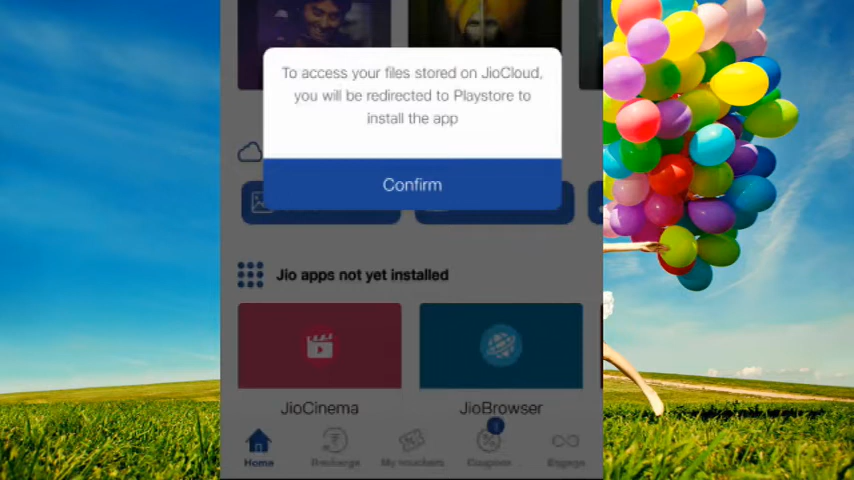 To access your files stored on JioCloud,
you will be redirected to Playstore to
install the app
Confirm
Jio apps not yet installed
JioCinema
JioBrowser
Home
Recharge
My Vouchers
Coupons...
Engage